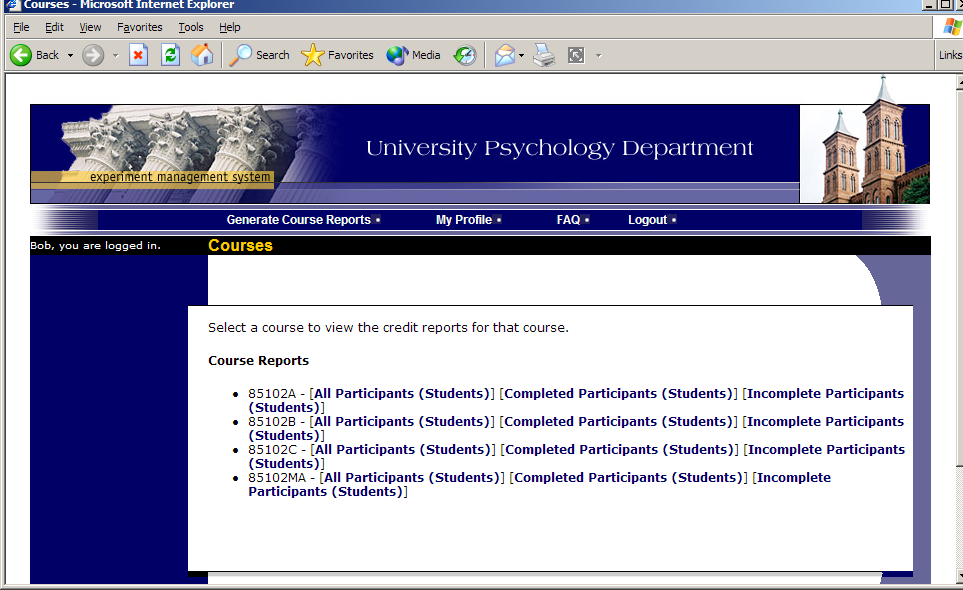 Courses - Microsoft Internet Explorer
File Edit View Favorites Tools Help
Back Search Favorites Media Links
University Psychology Department
experiment management system
Generate Course Reports My Profile FAQ Logout
Bob, you are logged in. Courses
Select a course to view the credit reports for that course.
Course Reports
• 85102A - [All Participants (Students)] [Completed Participants (Students)] [Incomplete Participants
(Students)]
• 85102B - [All Participants (Students)] [Completed Participants (Students)] [Incomplete Participants
(Students)]
• 85102C - [All Participants (Students)] [Completed Participants (Students)] [Incomplete Participants
(Students)]
• 85102MA - [All Participants (Students)] [Completed Participants (Students)] [Incomplete
Participants (Students)]